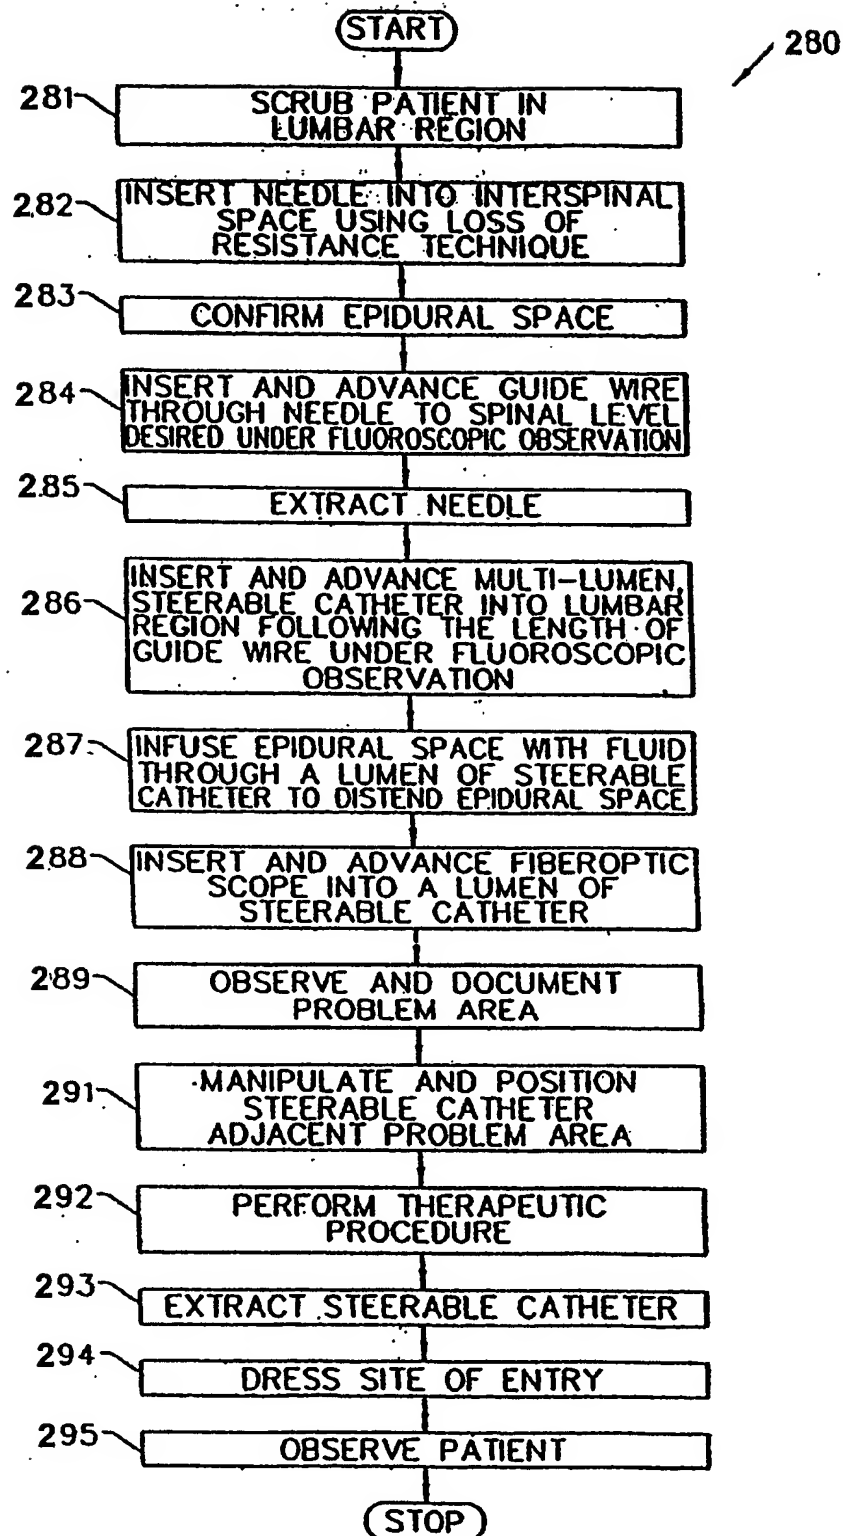 START
280
281
SCRUB PATIENT IN
LUMBAR REGION
282
INSERT NEEDLE INTO INTERSPINAL
SPACE USING LOSS OF
RESISTANCE TECHNIQUE
283
CONFIRM EPIDURAL SPACE
284
INSERT AND ADVANCE GUIDE WIRE
THROUGH NEEDLE TO SPINAL LEVEL
DESIRED UNDER FLUOROSCOPIC OBSERVATION
285
EXTRACT NEEDLE
286
INSERT AND ADVANCE MULTI-LUMEN,
STEERABLE CATHETER INTO LUMBAR
REGION FOLLOWING THE LENGTH OF
GUIDE WIRE UNDER FLUOROSCOPIC
OBSERVATION
287
INFUSE EPIDURAL SPACE WITH FLUID
THROUGH A LUMEN OF STEERABLE
CATHETER TO DISTEND EPIDURAL SPACE
288
INSERT AND ADVANCE FIBEROPTIC
SCOPE INTO A LUMEN OF
STEERABLE CATHETER
289
OBSERVE AND DOCUMENT
PROBLEM AREA
291
MANIPULATE AND POSITION
STEERABLE CATHETER
ADJACENT PROBLEM AREA
292
PERFORM THERAPEUTIC
PROCEDURE
293
EXTRACT STEERABLE CATHETER
294
DRESS SITE OF ENTRY
295
OBSERVE PATIENT
STOP